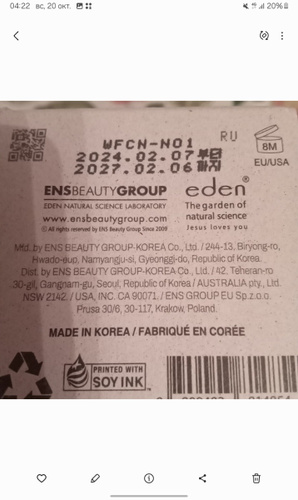 04:22 вс, 20 окт. 20%
WFCN-NO1
RU
2024.02.07 부터
2027.02.06 까지
8M
EU/USA
ENSBEAUTYGROUP
EDEN NATURAL SCIENCE LABORATORY
www.ensbeautygroup.com
ⓒ All rights reserved by ENS Beauty Group Since 2009
eden®
The garden of
natural science
Jesus loves you
Mfd. by ENS BEAUTY GROUP-KOREA Co., Ltd. / 244-13, Biryong-ro,
Hwado-eup, Namyangju-si, Gyeonggi-do, Republic of Korea.
Dist. by ENS BEAUTY GROUP-KOREA Co., Ltd. / 42, Teheran-ro
30-gil, Gangnam-gu, Seoul, Republic of Korea / AUSTRALIA pty., Ltd.
NSW 2142. / USA, INC. CA 90071. / ENS GROUP EU Sp.z.o.o.
Prusa 30/6, 30-117, Krakow, Poland.
MADE IN KOREA / FABRIQUÉ EN CORÉE
PRINTED WITH
SOY INK™